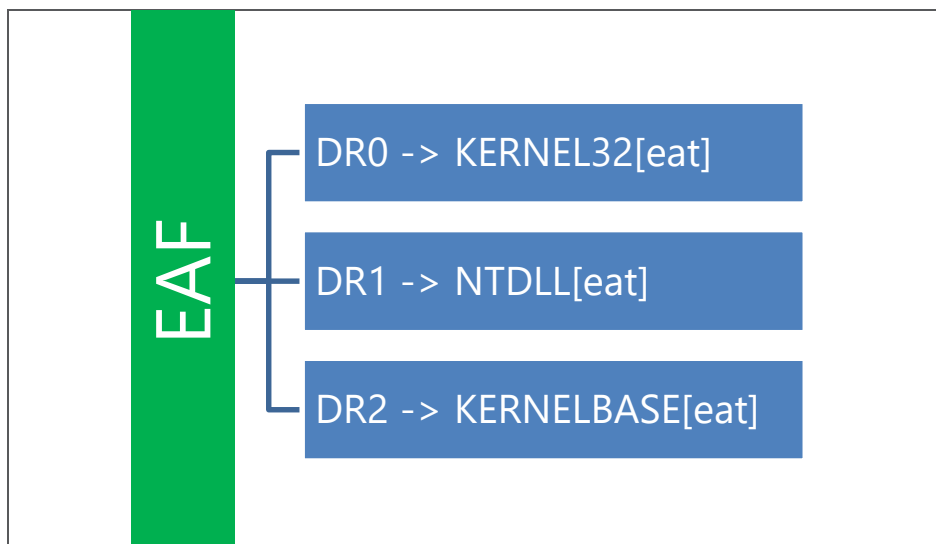 EAF
DR0 -> KERNEL32[eat]
DR1 -> NTDLL[eat]
DR2 -> KERNELBASE[eat]